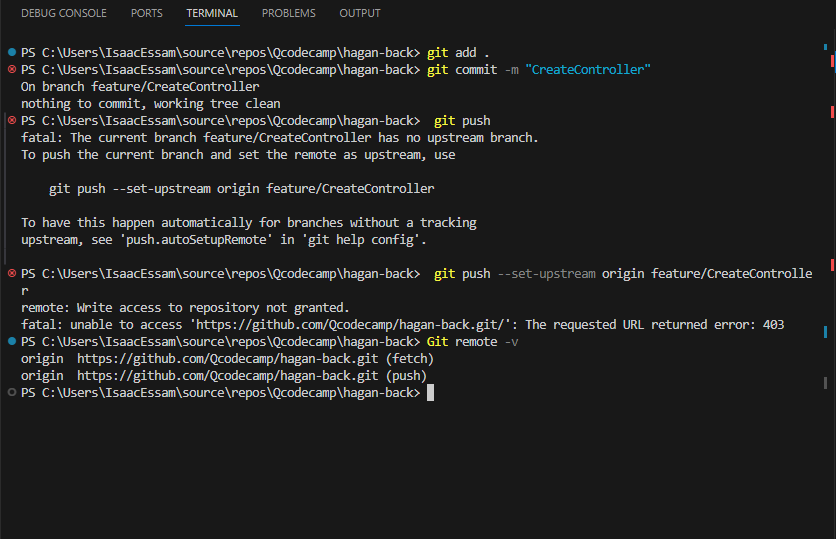 DEBUG CONSOLE PORTS TERMINAL PROBLEMS OUTPUT
PS C:\Users\IsaacEssam\source\repos\Qcodecamp\hagan-back> git add .
PS C:\Users\IsaacEssam\source\repos\Qcodecamp\hagan-back> git commit -m "CreateController"
On branch feature/CreateController
nothing to commit, working tree clean
PS C:\Users\IsaacEssam\source\repos\Qcodecamp\hagan-back>  git push
fatal: The current branch feature/CreateController has no upstream branch.
To push the current branch and set the remote as upstream, use
    git push --set-upstream origin feature/CreateController
To have this happen automatically for branches without a tracking
upstream, see 'push.autoSetupRemote' in 'git help config'.
PS C:\Users\IsaacEssam\source\repos\Qcodecamp\hagan-back>  git push --set-upstream origin feature/CreateControlle
r
remote: Write access to repository not granted.
fatal: unable to access 'https://github.com/Qcodecamp/hagan-back.git/': The requested URL returned error: 403
PS C:\Users\IsaacEssam\source\repos\Qcodecamp\hagan-back> Git remote -v
origin  https://github.com/Qcodecamp/hagan-back.git (fetch)
origin  https://github.com/Qcodecamp/hagan-back.git (push)
PS C:\Users\IsaacEssam\source\repos\Qcodecamp\hagan-back>